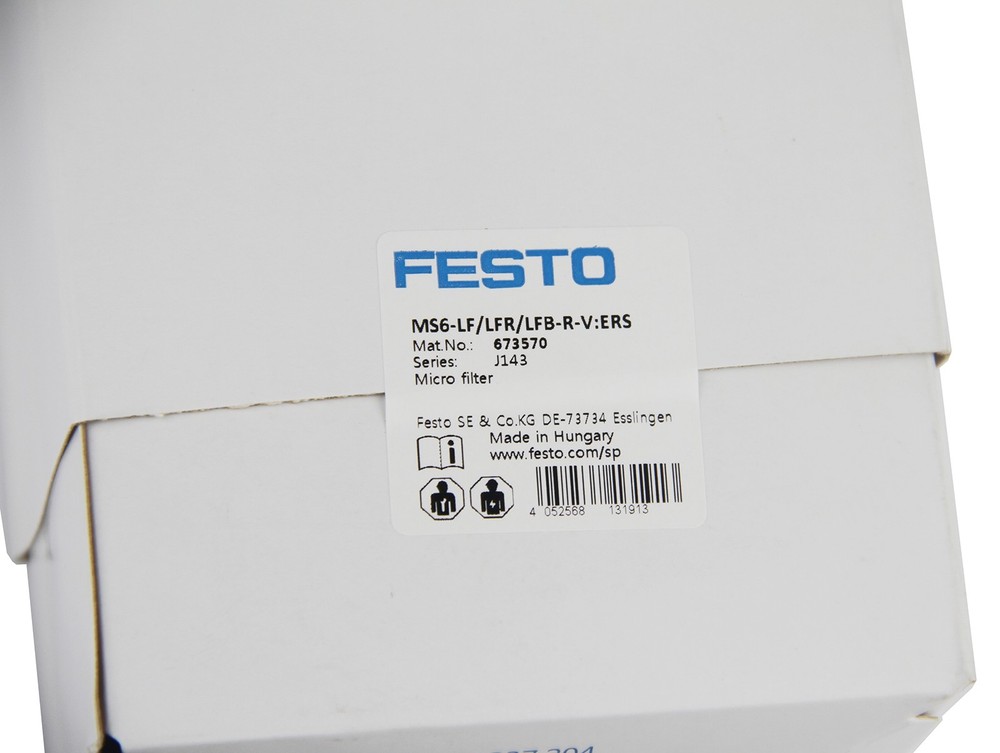 FESTO
MS6-LF/LFR/LFB-R-V:ERS
Mat.No.: 673570
Series: J143
Micro filter
Festo SE & Co.KG DE-73734 Esslingen
Made in Hungary
www.festo.com/sp
4 052568 131913